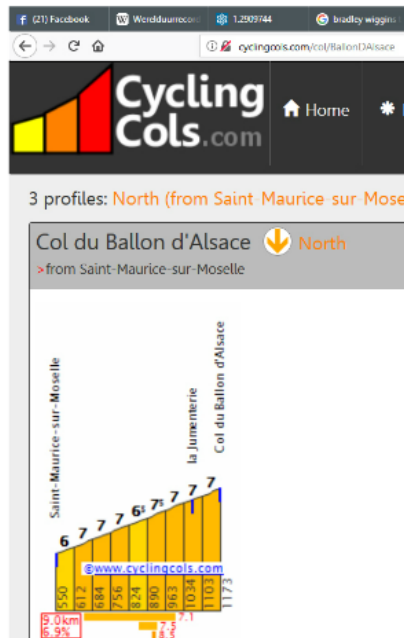 (21) Facebook
Werelduurrecord
1.2909744
bradley wiggins
cyclingcols.com/col/BallonDAlsace
Cycling
Cols.com
Home
3 profiles: North (from Saint-Maurice-sur-Mose
Col du Ballon d'Alsace North
>from Saint-Maurice-sur-Moselle
Saint-Maurice-sur-Moselle
la Jumenterie
Col du Ballon d'Alsace
6 7 7 7 6³ 7⁵ 7 7 7
©www.cyclingcols.com
550 612 684 756 824 890 963 1034 1103 1173
9.0km
6.9%
7.1
7.5
8.5